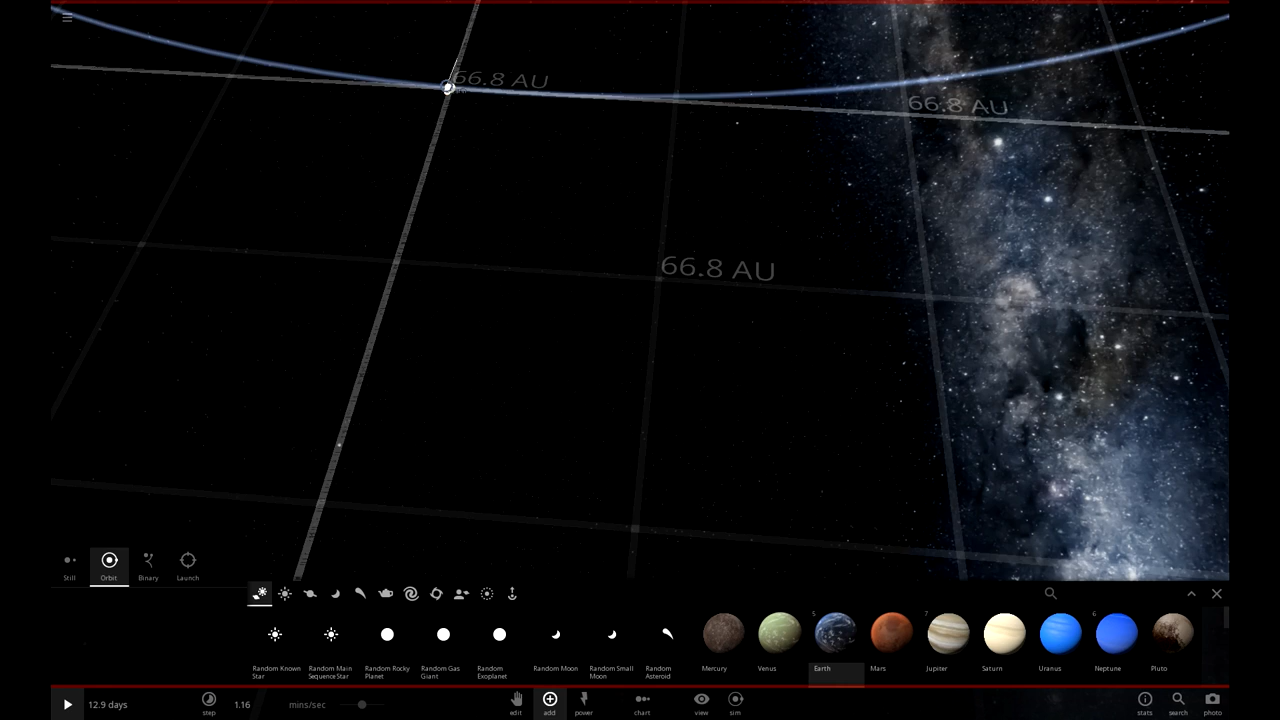 66.8 AU
66.8 AU
66.8 AU
Still
Orbit
Binary
Launch
5
7
6
Random Known Star
Random Main Sequence Star
Random Rocky Planet
Random Gas Giant
Random Exoplanet
Random Moon
Random Small Moon
Random Asteroid
Mercury
Venus
Earth
Mars
Jupiter
Saturn
Uranus
Neptune
Pluto
12.9 days
step
1.16
mins/sec
edit
add
power
chart
view
sim
stats
search
photo